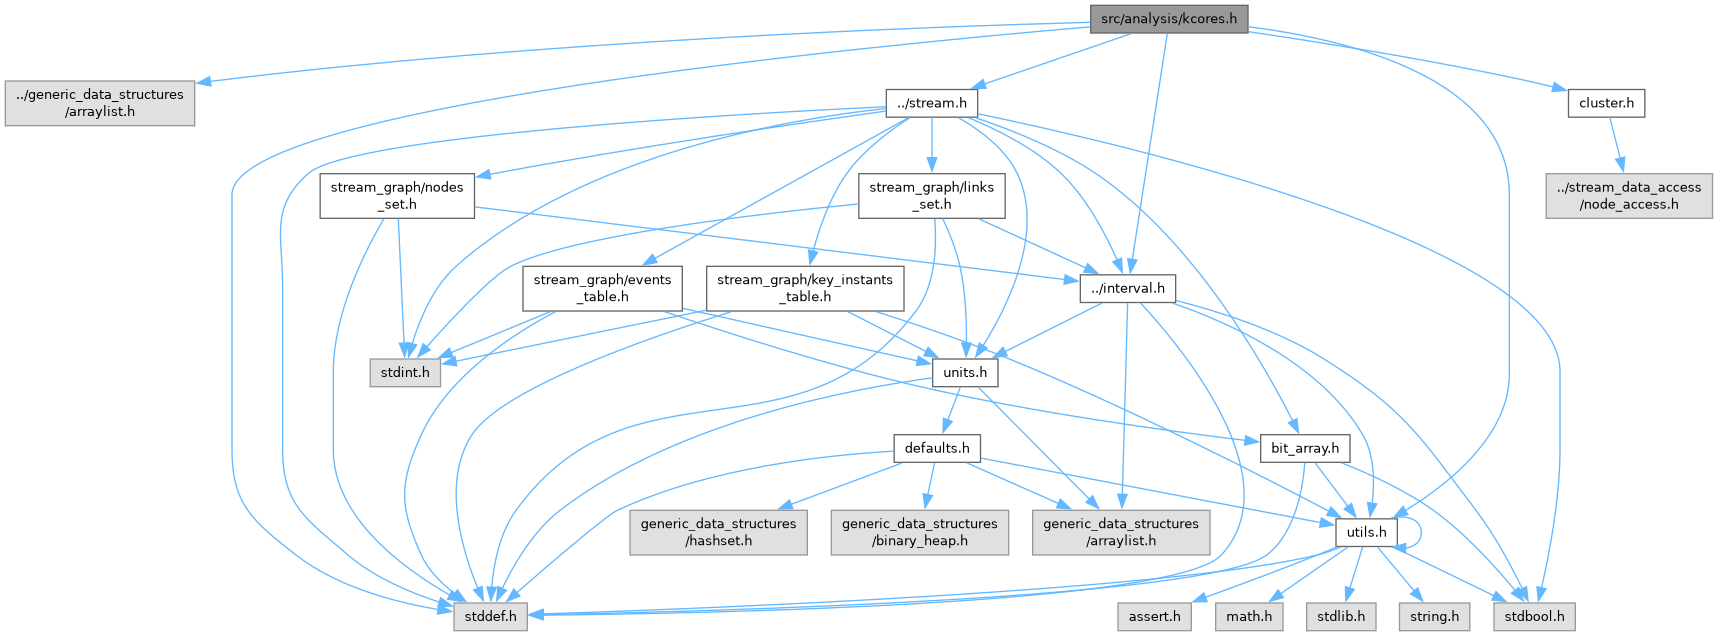 src/analysis/kcores.h
../generic_data_structures
/arraylist.h
../stream.h
cluster.h
stream_graph/nodes
_set.h
stream_graph/links
_set.h
../stream_data_access
/node_access.h
stream_graph/events
_table.h
stream_graph/key_instants
_table.h
../interval.h
stdint.h
units.h
defaults.h
bit_array.h
generic_data_structures
/hashset.h
generic_data_structures
/binary_heap.h
generic_data_structures
/arraylist.h
utils.h
stddef.h
assert.h
math.h
stdlib.h
string.h
stdbool.h